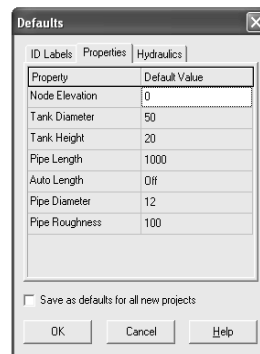 Defaults
ID Labels Properties Hydraulics
Property Default Value
Node Elevation 0
Tank Diameter 50
Tank Height 20
Pipe Length 1000
Auto Length Off
Pipe Diameter 12
Pipe Roughness 100
Save as defaults for all new projects
OK Cancel Help